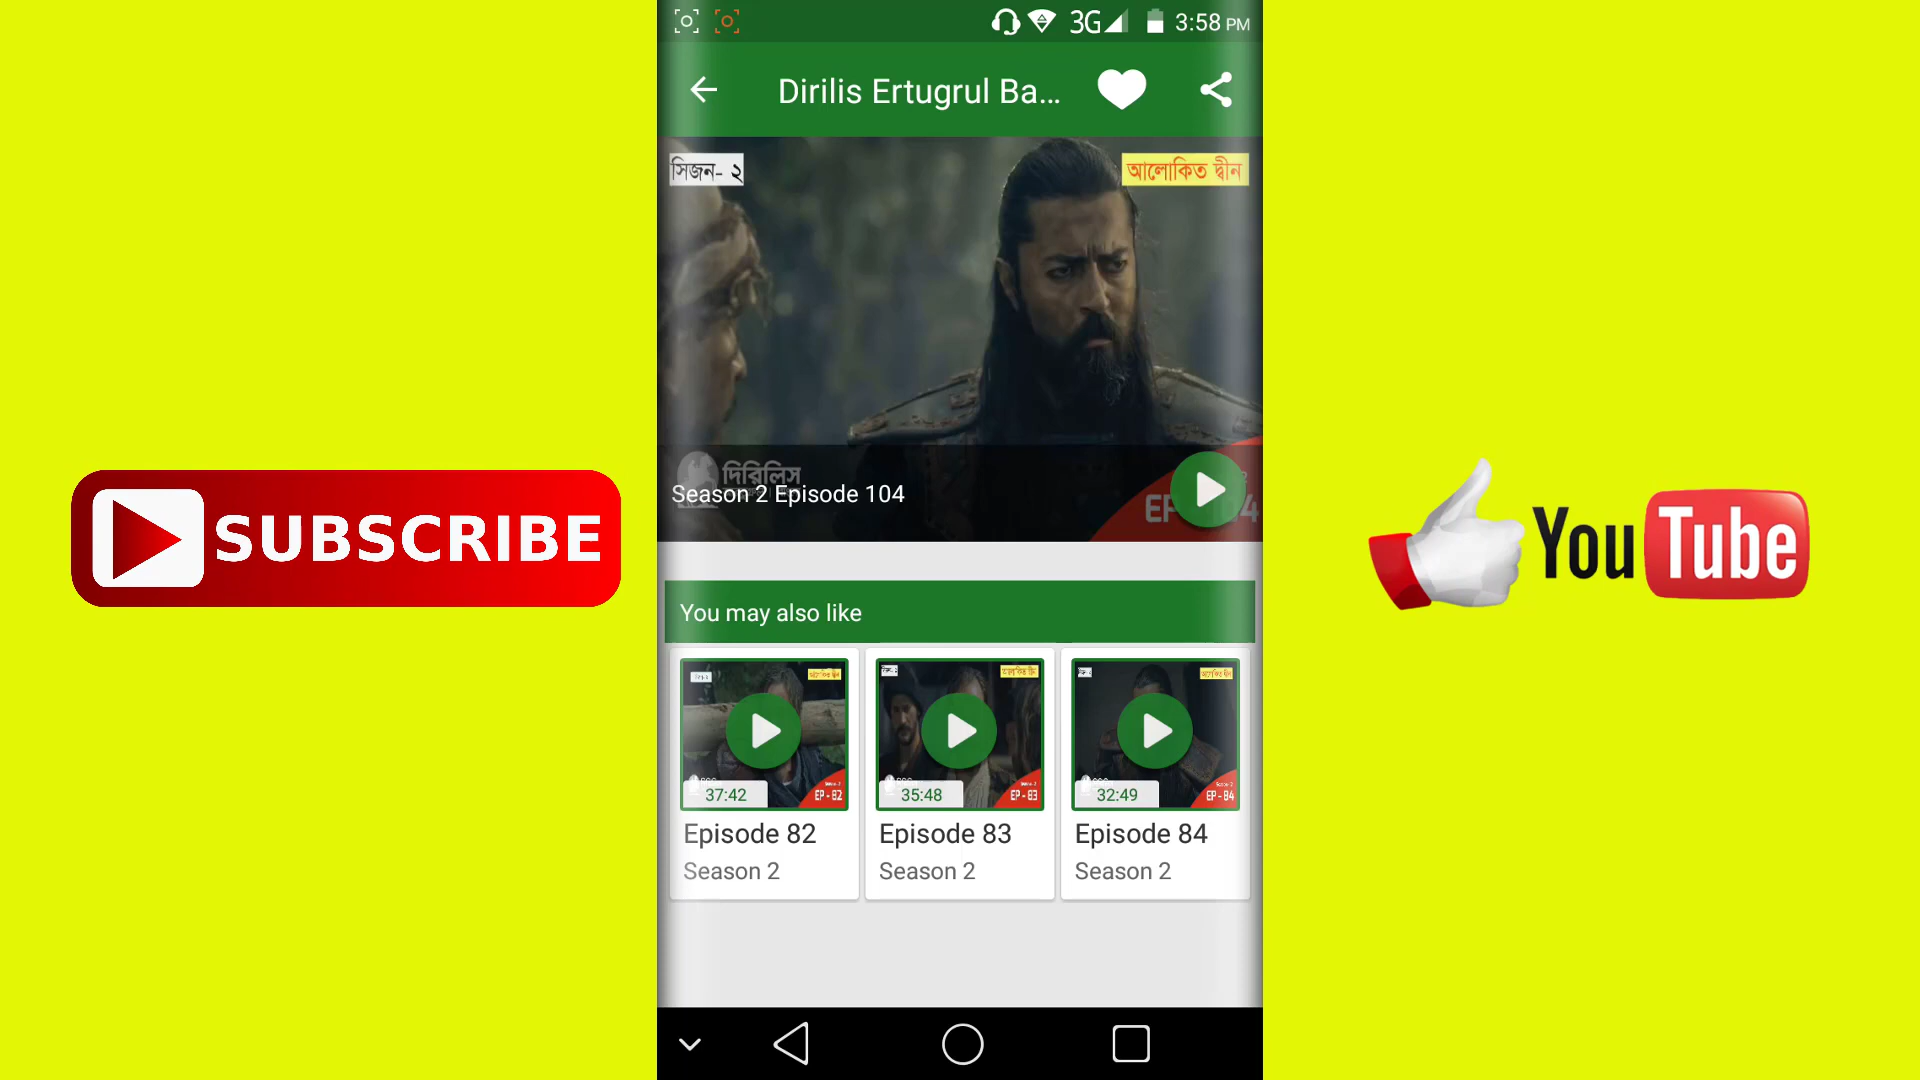 3G 3:58 PM
Dirilis Ertugrul Ba...
সিজন- ২
আলোকিত দ্বীন
দিরিলিস
Season 2 Episode 104
SUBSCRIBE
YouTube
You may also like
37:42
EP - 82
35:48
EP - 83
32:49
EP - 84
Episode 82
Episode 83
Episode 84
Season 2
Season 2
Season 2